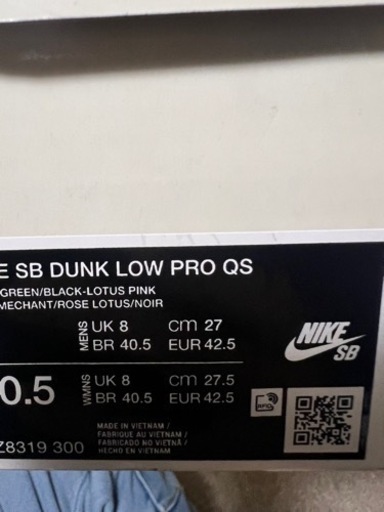 E SB DUNK LOW PRO QS
GREEN/BLACK-LOTUS PINK
MECHANT/ROSE LOTUS/NOIR
MENS UK 8 CM 27
BR 40.5 EUR 42.5
0.5 WMNS UK 8 CM 27.5
BR 40.5 EUR 42.5
NIKE
SB
RFID
MADE IN VIETNAM /
FABRIQUE AU VIETNAM /
FABRICADO NO VIETNÃ /
HECHO EN VIETNAM
Z8319 300